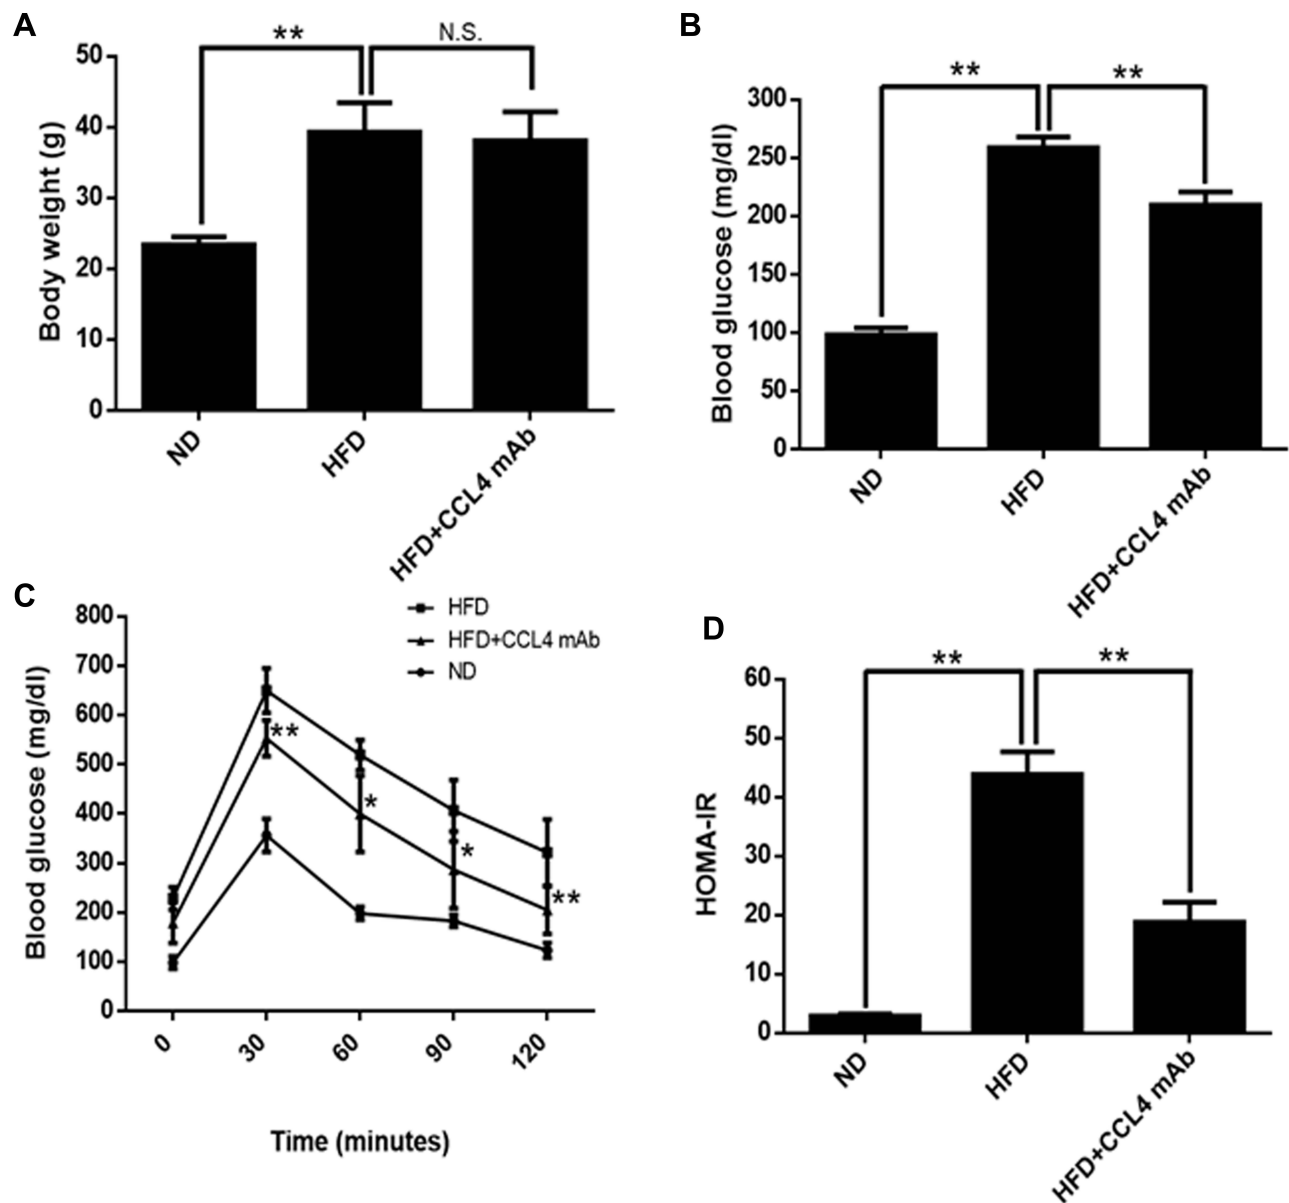 A
** N.S.
Body weight (g)
50
40
30
20
10
0
ND
HFD
HFD+CCL4 mAb
B
** **
Blood glucose (mg/dl)
300
250
200
150
100
50
0
ND
HFD
HFD+CCL4 mAb
C
HFD
HFD+CCL4 mAb
ND
Blood glucose (mg/dl)
800
700
600
500
400
300
200
100
0
**
*
*
**
0 30 60 90 120
Time (minutes)
D
** **
HOMA-IR
60
50
40
30
20
10
0
ND
HFD
HFD+CCL4 mAb